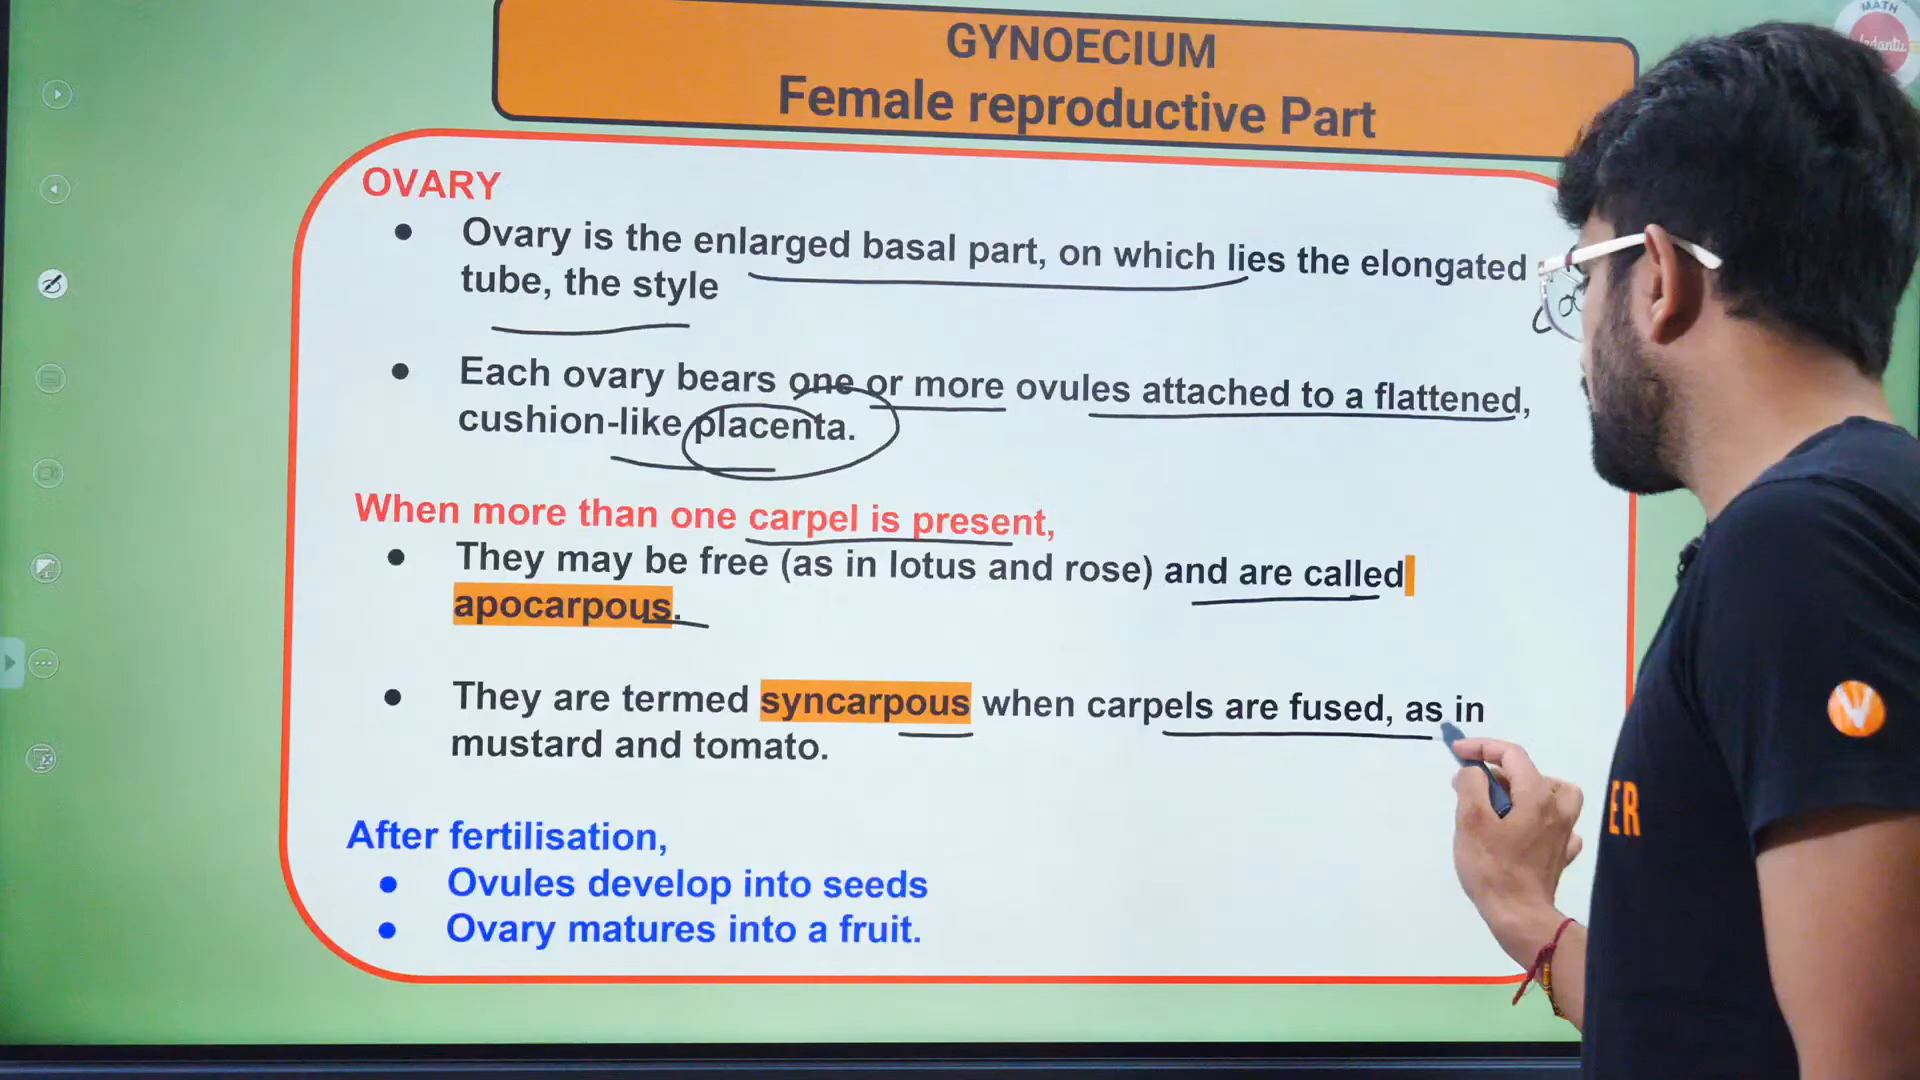 GYNOECIUM
Female reproductive Part
MATH
Vedantu
OVARY
Ovary is the enlarged basal part, on which lies the elongated
tube, the style
Each ovary bears one or more ovules attached to a flattened,
cushion-like placenta.
When more than one carpel is present,
They may be free (as in lotus and rose) and are called
apocarpous.
They are termed syncarpous when carpels are fused, as in
mustard and tomato.
After fertilisation,
Ovules develop into seeds
Ovary matures into a fruit.
V
ER